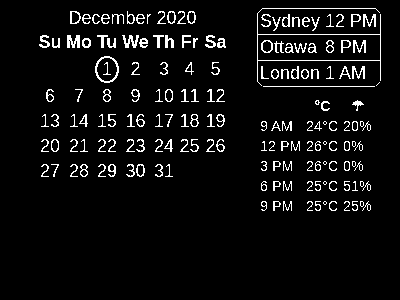 December 2020
Su Mo Tu We Th Fr Sa
1 2 3 4 5
6 7 8 9 10 11 12
13 14 15 16 17 18 19
20 21 22 23 24 25 26
27 28 29 30 31
Sydney 12 PM
Ottawa 8 PM
London 1 AM
°C ☂
9 AM 24°C 20%
12 PM 26°C 0%
3 PM 26°C 0%
6 PM 25°C 51%
9 PM 25°C 25%